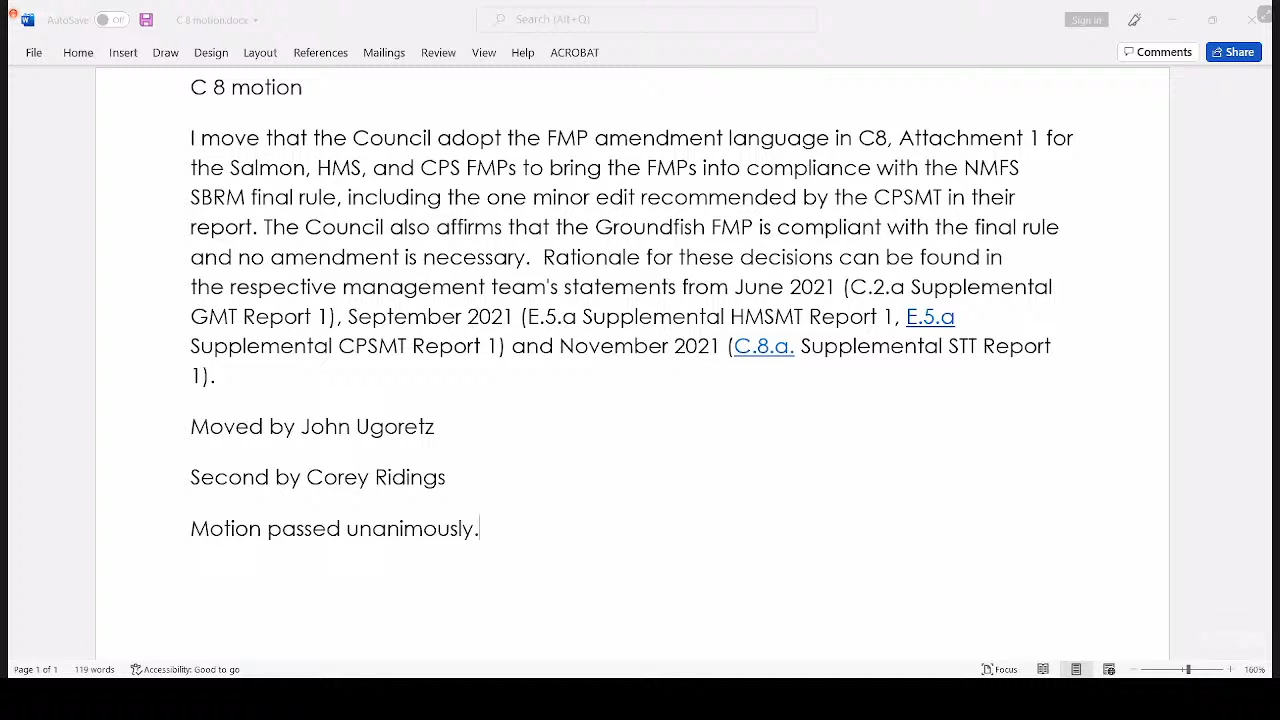 AutoSave Off C 8 motion.docx Search (Alt+Q) Sign in
File Home Insert Draw Design Layout References Mailings Review View Help ACROBAT Comments Share
C 8 motion
I move that the Council adopt the FMP amendment language in C8, Attachment 1 for
the Salmon, HMS, and CPS FMPs to bring the FMPs into compliance with the NMFS
SBRM final rule, including the one minor edit recommended by the CPSMT in their
report. The Council also affirms that the Groundfish FMP is compliant with the final rule
and no amendment is necessary.  Rationale for these decisions can be found in
the respective management team's statements from June 2021 (C.2.a Supplemental
GMT Report 1), September 2021 (E.5.a Supplemental HMSMT Report 1, E.5.a
Supplemental CPSMT Report 1) and November 2021 (C.8.a. Supplemental STT Report
1).
Moved by John Ugoretz
Second by Corey Ridings
Motion passed unanimously.
Page 1 of 1 119 words Accessibility: Good to go Focus 160%